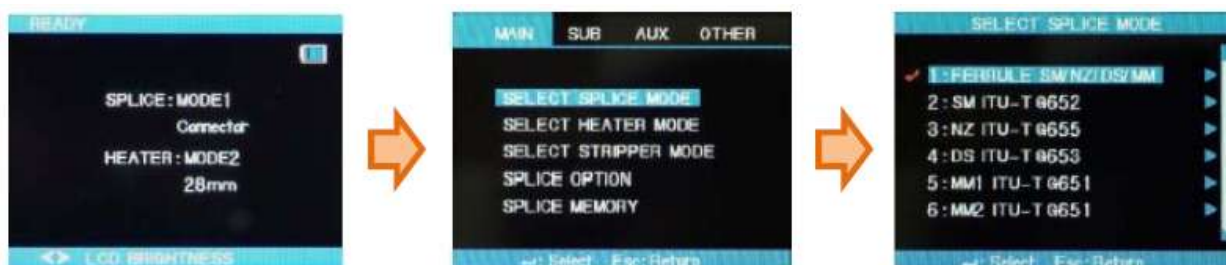 READY
SPLICE:MODE1
Connector
HEATER:MODE2
28mm
<> LCD BRIGHTNESS
MAIN SUB AUX OTHER
SELECT SPLICE MODE
SELECT HEATER MODE
SELECT STRIPPER MODE
SPLICE OPTION
SPLICE MEMORY
↵: Select Esc:Return
SELECT SPLICE MODE
1:FERRULE SM/NZ/DS/MM
2:SM ITU-T G652
3:NZ ITU-T G655
4:DS ITU-T G653
5:MM1 ITU-T G651
6:MM2 ITU-T G651
↵: Select Esc:Return